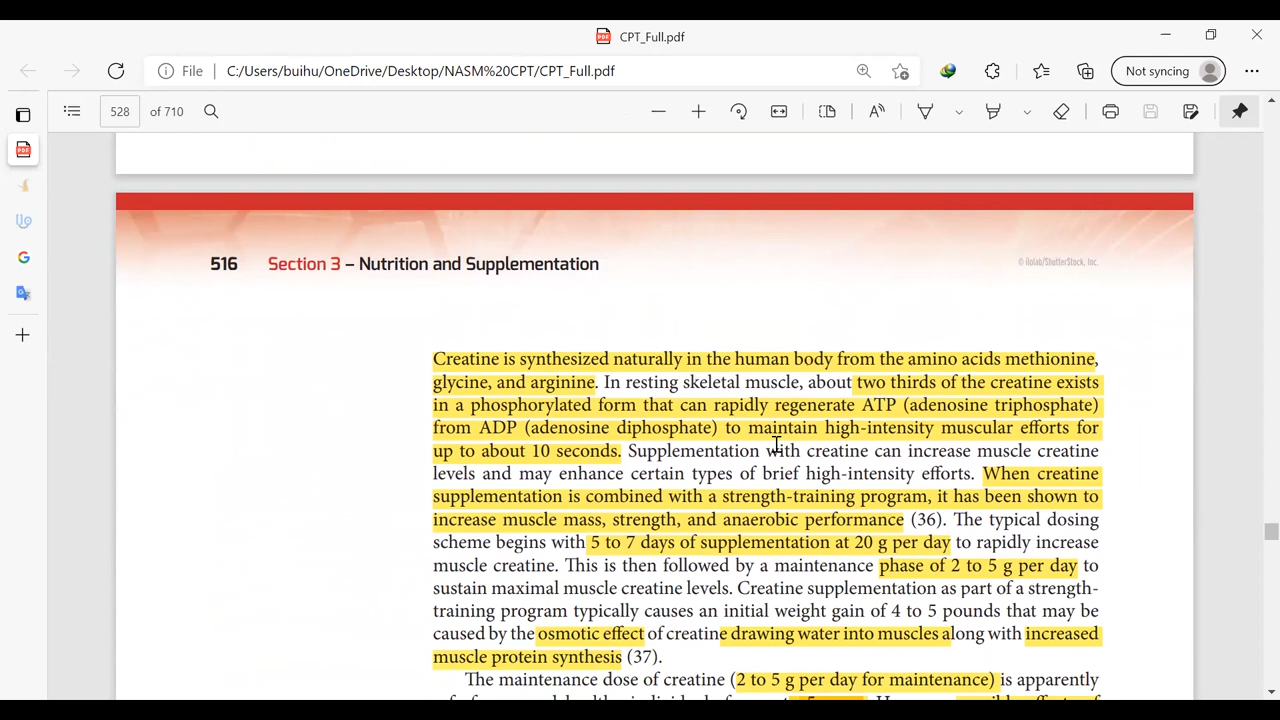 CPT_Full.pdf
File C:/Users/buihu/OneDrive/Desktop/NASM%20CPT/CPT_Full.pdf
Not syncing
528 of 710
516 Section 3 – Nutrition and Supplementation
© ilolab/ShutterStock, Inc.
Creatine is synthesized naturally in the human body from the amino acids methionine,
glycine, and arginine. In resting skeletal muscle, about two thirds of the creatine exists
in a phosphorylated form that can rapidly regenerate ATP (adenosine triphosphate)
from ADP (adenosine diphosphate) to maintain high-intensity muscular efforts for
up to about 10 seconds. Supplementation with creatine can increase muscle creatine
levels and may enhance certain types of brief high-intensity efforts. When creatine
supplementation is combined with a strength-training program, it has been shown to
increase muscle mass, strength, and anaerobic performance (36). The typical dosing
scheme begins with 5 to 7 days of supplementation at 20 g per day to rapidly increase
muscle creatine. This is then followed by a maintenance phase of 2 to 5 g per day to
sustain maximal muscle creatine levels. Creatine supplementation as part of a strength-
training program typically causes an initial weight gain of 4 to 5 pounds that may be
caused by the osmotic effect of creatine drawing water into muscles along with increased
muscle protein synthesis (37).
The maintenance dose of creatine (2 to 5 g per day for maintenance) is apparently